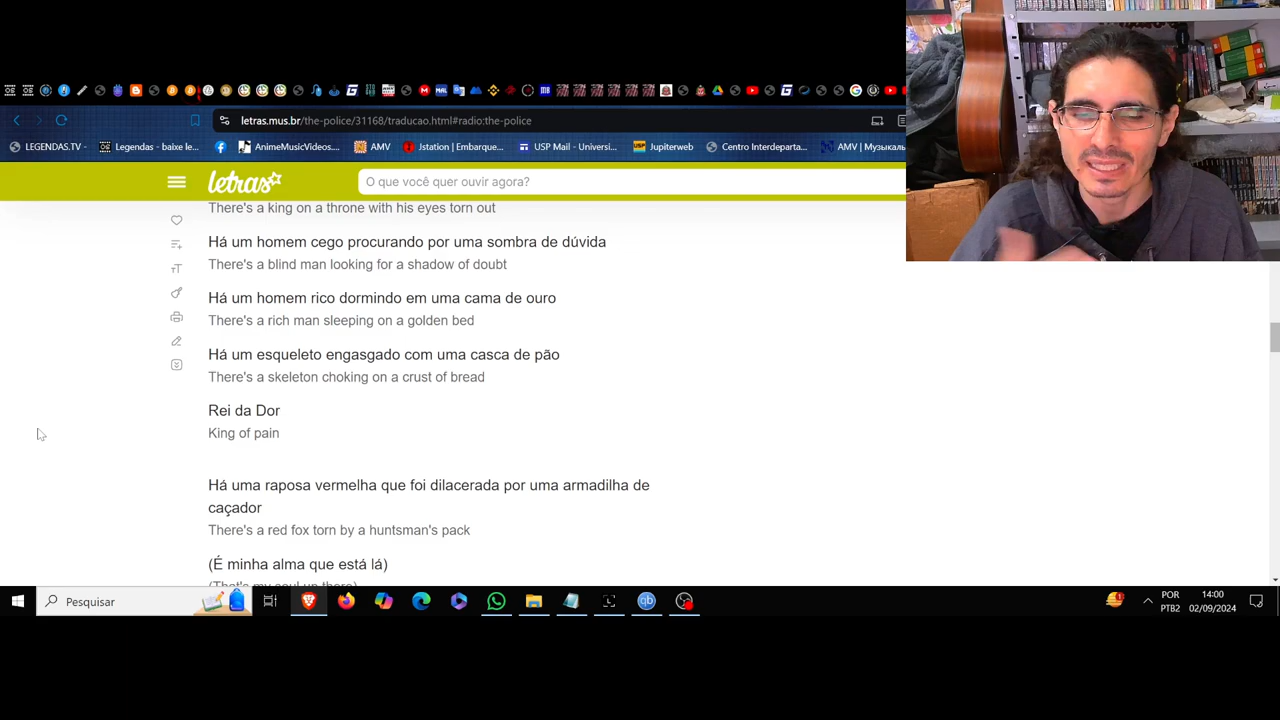 letras.mus.br/the-police/31168/traducao.html#radio:the-police
LEGENDAS.TV -
Legendas - baixe le...
AnimeMusicVideos....
AMV
Jstation | Embarque...
USP Mail - Universi...
Jupiterweb
Centro Interdeparta...
AMV | Музыкаль
letras
O que você quer ouvir agora?
There's a king on a throne with his eyes torn out
Há um homem cego procurando por uma sombra de dúvida
There's a blind man looking for a shadow of doubt
Há um homem rico dormindo em uma cama de ouro
There's a rich man sleeping on a golden bed
Há um esqueleto engasgado com uma casca de pão
There's a skeleton choking on a crust of bread
Rei da Dor
King of pain
Há uma raposa vermelha que foi dilacerada por uma armadilha de
caçador
There's a red fox torn by a huntsman's pack
(É minha alma que está lá)
(That's my soul up there)
Pesquisar
POR
PTB2
14:00
02/09/2024